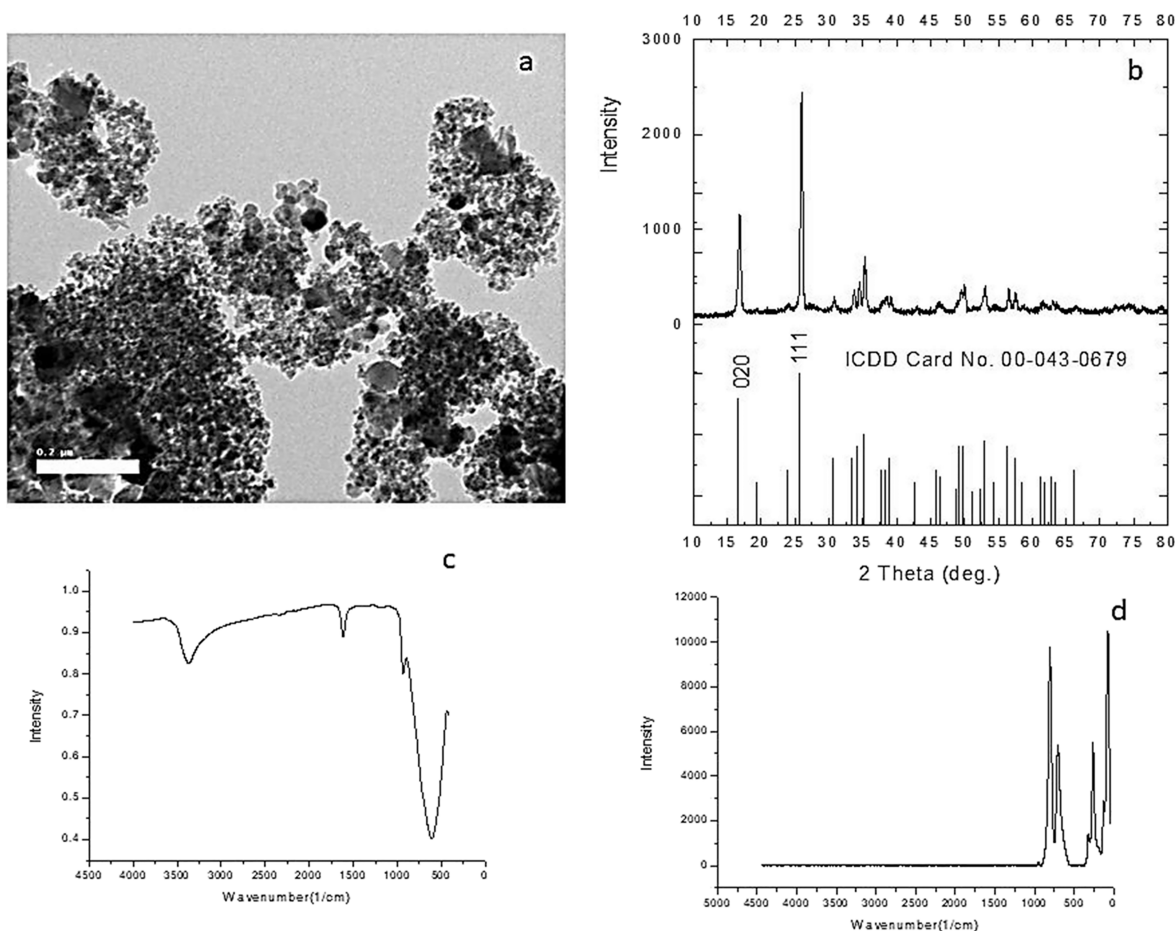 a
0.2 µm
b
10 15 20 25 30 35 40 45 50 55 60 65 70 75 80
3000
2000
1000
0
Intensity
020
111
ICDD Card No. 00-043-0679
10 15 20 25 30 35 40 45 50 55 60 65 70 75 80
2 Theta (deg.)
c
1.0
0.9
0.8
0.7
0.6
0.5
0.4
Intensity
4500 4000 3500 3000 2500 2000 1500 1000 500 0
Wavenumber(1/cm)
d
12000
10000
8000
6000
4000
2000
0
Intensity
5000 4500 4000 3500 3000 2500 2000 1500 1000 500 0
Wavenumber(1/cm)